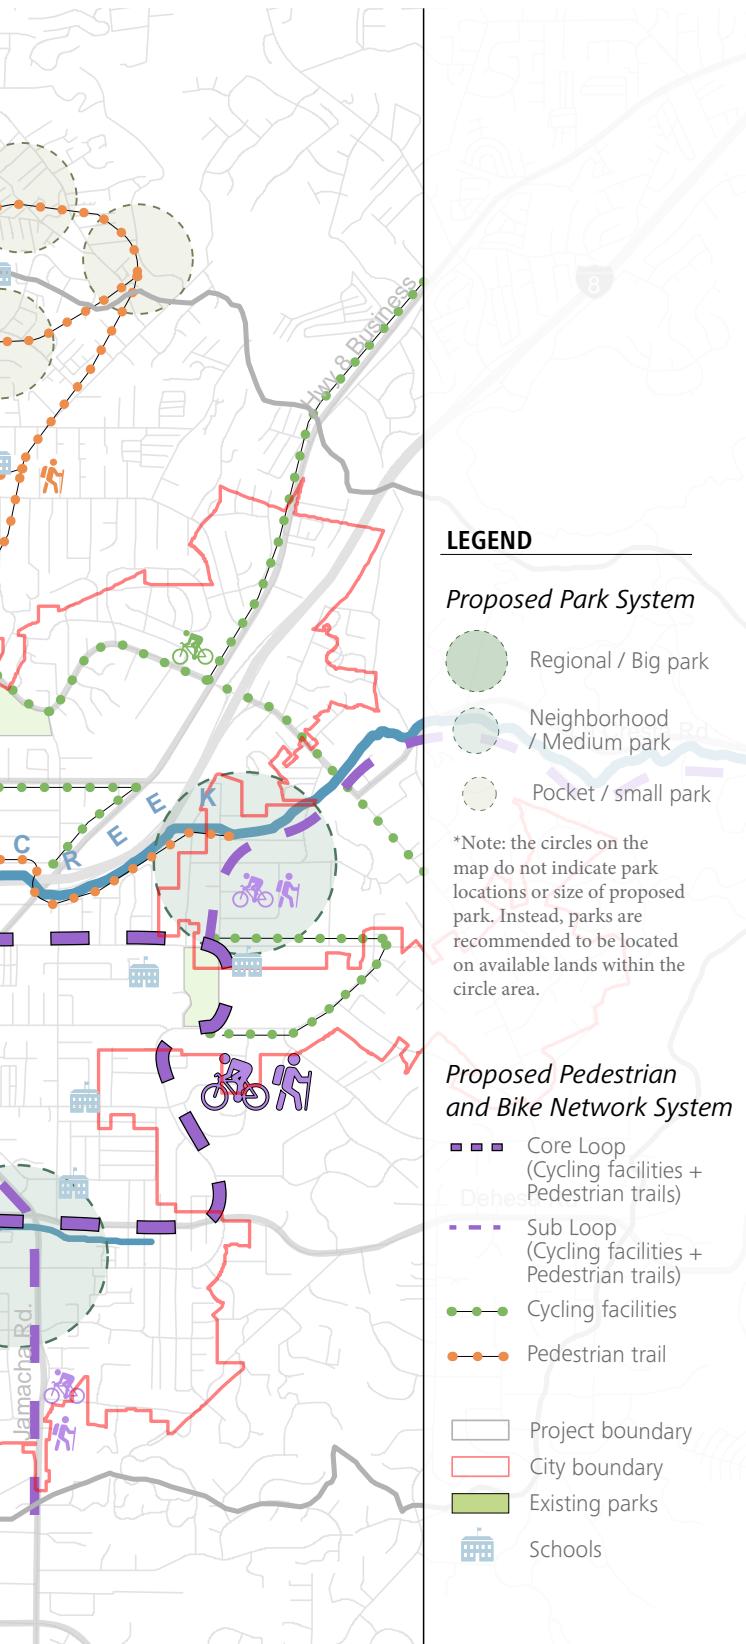 8
Hwy 8 Business
CREEK
Jamacha Rd.
LEGEND
Proposed Park System
Regional / Big park
Neighborhood
/ Medium park
Pocket / small park
*Note: the circles on the
map do not indicate park
locations or size of proposed
park. Instead, parks are
recommended to be located
on available lands within the
circle area.
Proposed Pedestrian
and Bike Network System
Core Loop
(Cycling facilities +
Pedestrian trails)
Dehesa
Sub Loop
(Cycling facilities +
Pedestrian trails)
Cycling facilities
Pedestrian trail
Project boundary
City boundary
Existing parks
Schools